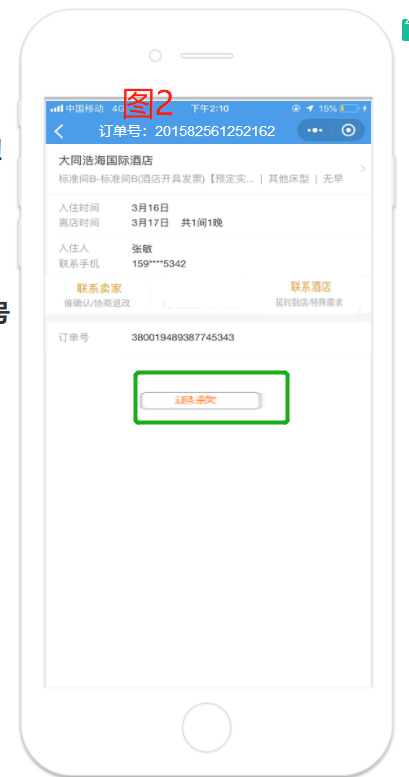 图2
中国移动 4G 下午2:10 15%
订单号：201582561252162
大同浩海国际酒店
标准间B-标准间B(酒店开具发票)【预定实... | 其他床型 | 无早
入住时间 3月16日
离店时间 3月17日 共1间1晚
入住人 张敏
联系手机 159****5342
联系卖家 联系酒店
催确认/协商退改 延时到店/特殊需求
订单号 380019489387745343
退款
号